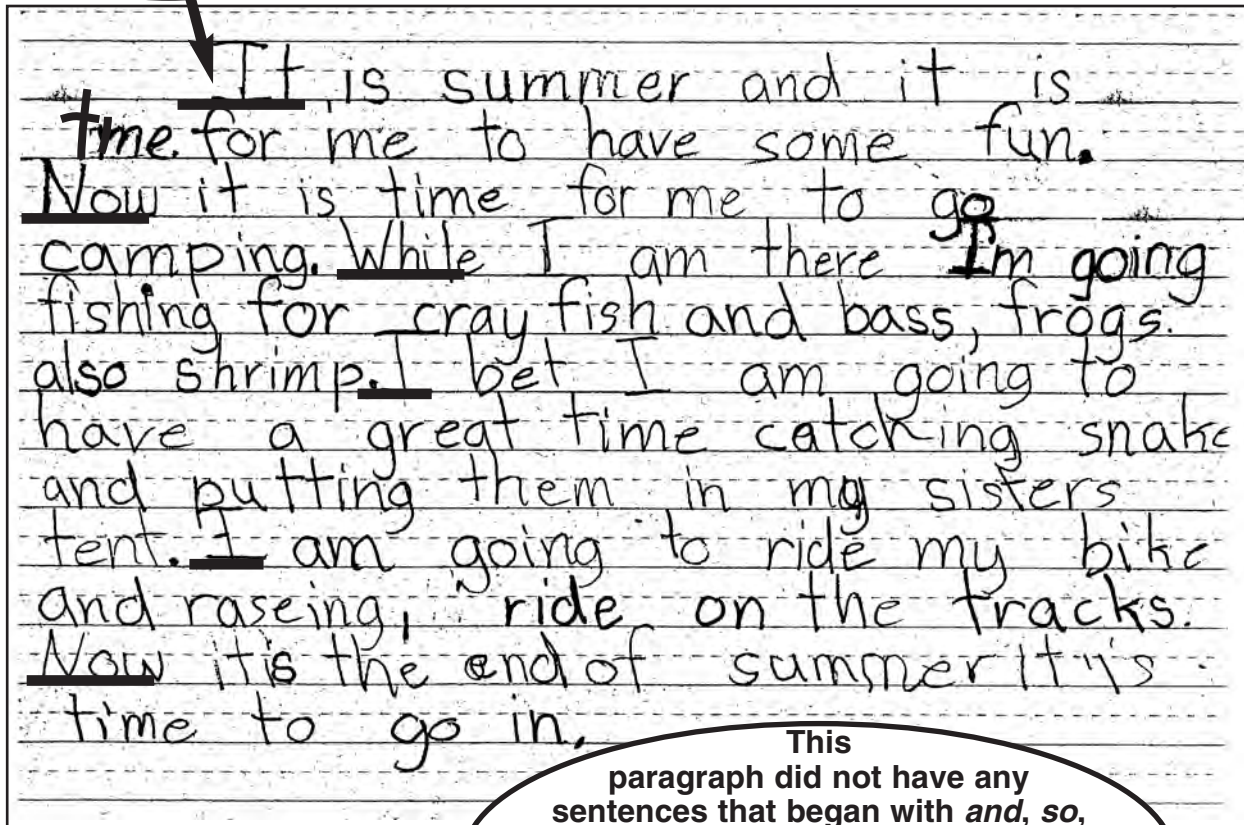 It is summer and it is
time. for me to have some fun.
Now it is time for me to go
camping. While I am there Im going
fishing for cray fish and bass, frogs.
also shrimp. I bet I am going to
have a great time catching snake
and putting them in my sisters
tent. I am going to ride my bike
and raseing, ride on the tracks.
Now it is the end of summer it is
time to go in.
This
paragraph did not have any
sentences that began with and, so,